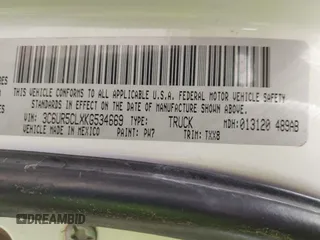 THIS VEHICLE CONFORMS TO ALL APPLICABLE U.S.A. FEDERAL MOTOR VEHICLE SAFETY
STANDARDS IN EFFECT ON THE DATE OF MANUFACTURE SHOWN ABOVE.
VIN: 3C6UR5CLXKG534669 TYPE: TRUCK
MADE IN MEXICO PAINT: PW7 TRIM: TXX8 MDH: 013120 489AB
DREAMBID